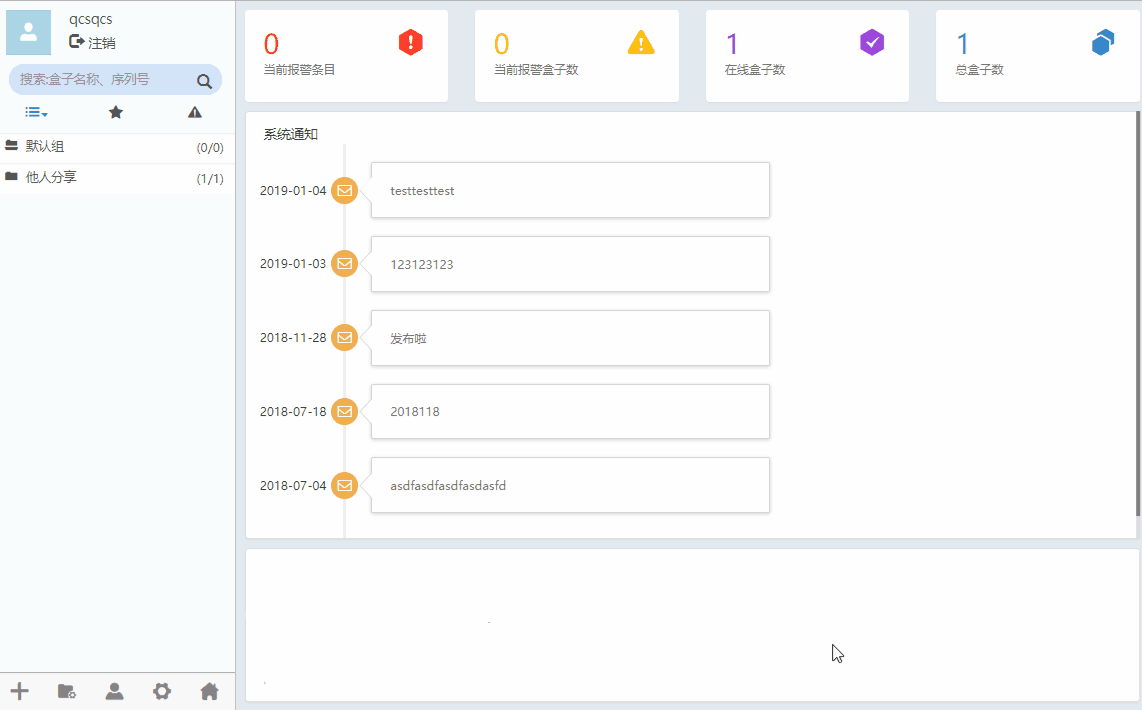 qcsqcs
注销
搜索:盒子名称、序列号
默认组 (0/0)
他人分享 (1/1)
0
当前报警条目
0
当前报警盒子数
1
在线盒子数
1
总盒子数
系统通知
2019-01-04 testtesttest
2019-01-03 123123123
2018-11-28 发布啦
2018-07-18 2018118
2018-07-04 asdfasdfasdfasdasfd